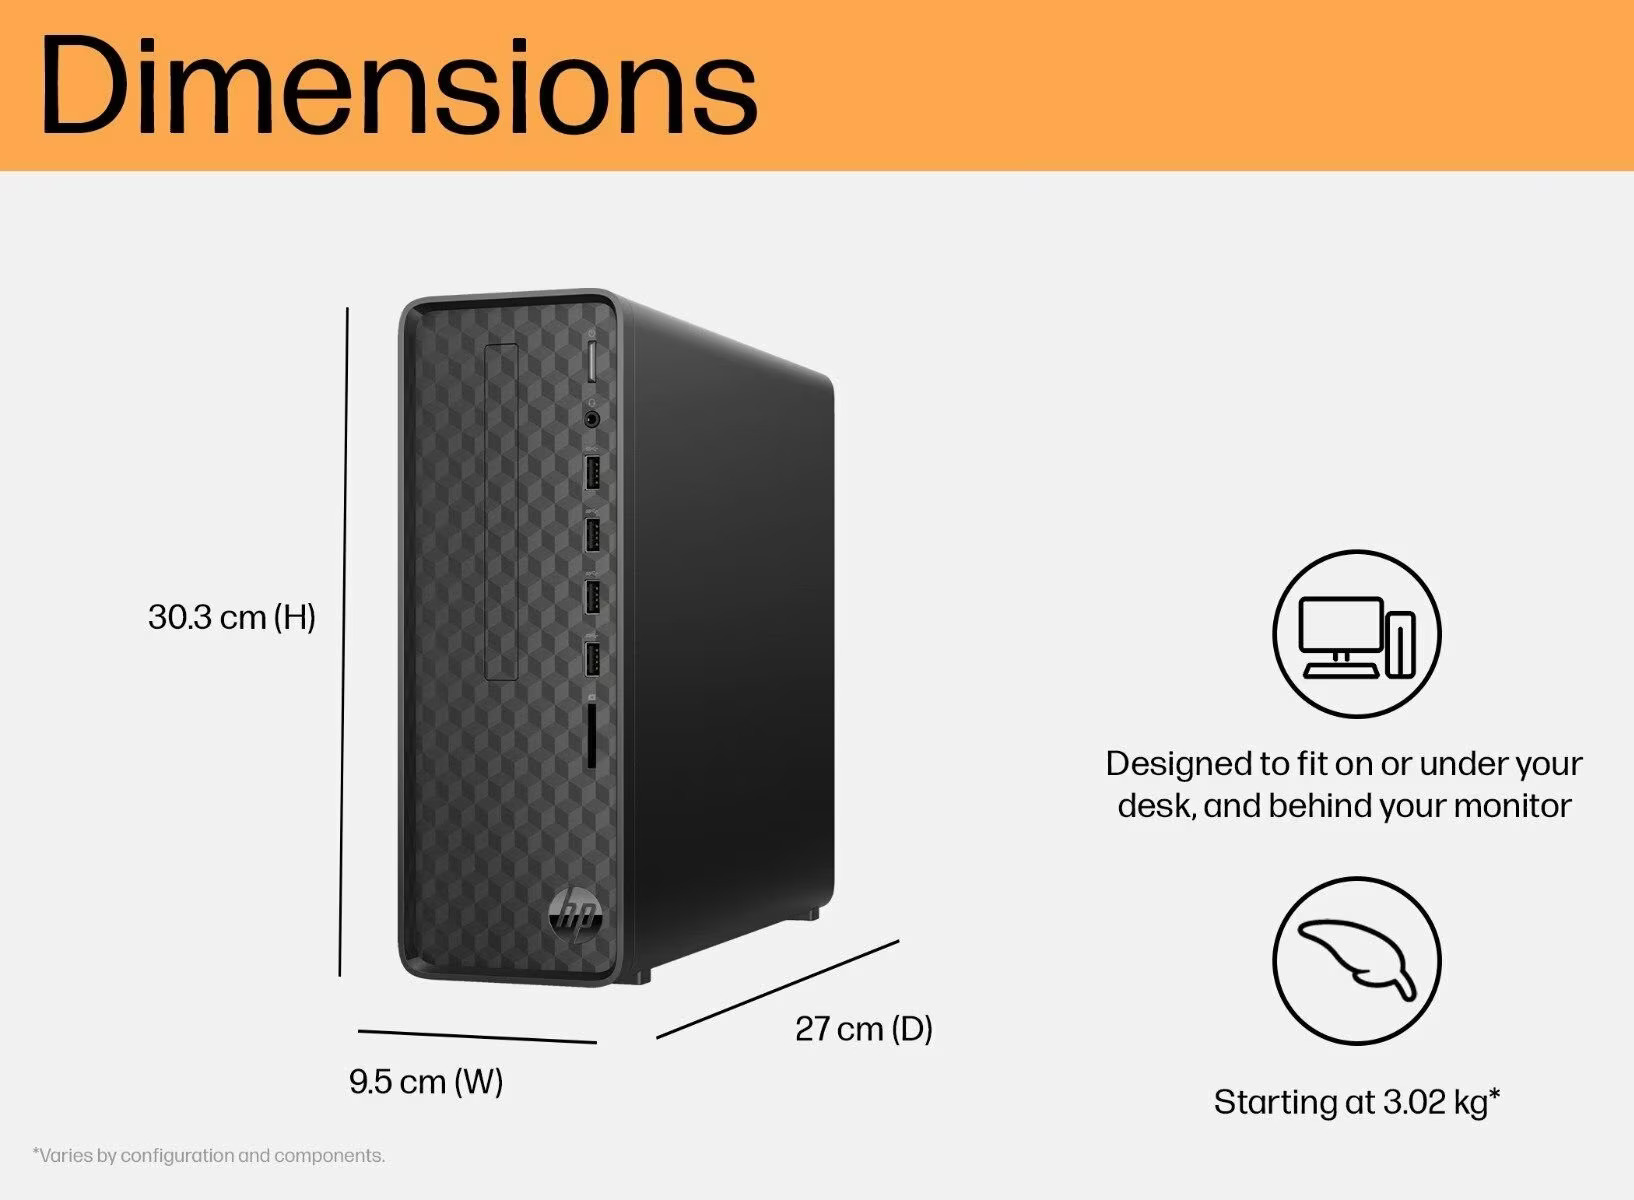 Dimensions
30.3 cm (H)
hp
27 cm (D)
9.5 cm (W)
Designed to fit on or under your
desk, and behind your monitor
Starting at 3.02 kg*
*Varies by configuration and components.